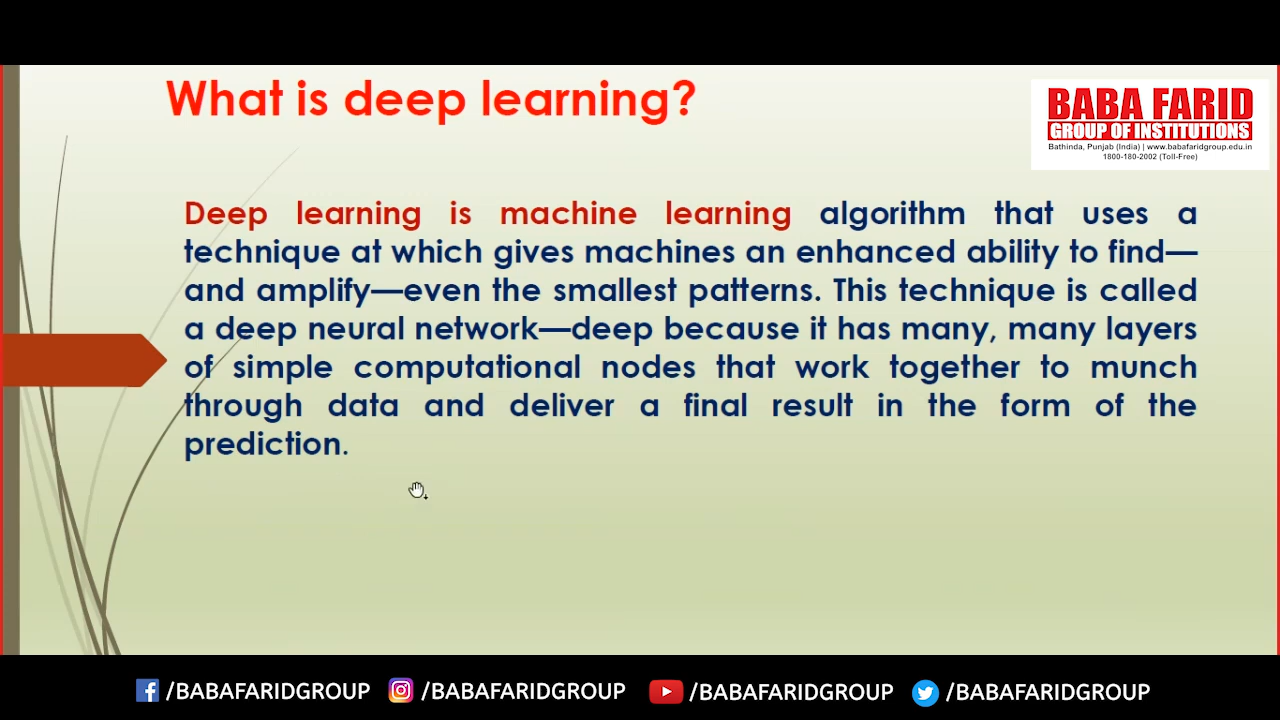 What is deep learning?
BABA FARID
GROUP OF INSTITUTIONS
Bathinda, Punjab (India) | www.babafaridgroup.edu.in
1800-180-2002 (Toll-Free)
Deep learning is machine learning algorithm that uses a
technique at which gives machines an enhanced ability to find—
and amplify—even the smallest patterns. This technique is called
a deep neural network—deep because it has many, many layers
of simple computational nodes that work together to munch
through data and deliver a final result in the form of the
prediction.
/BABAFARIDGROUP /BABAFARIDGROUP /BABAFARIDGROUP /BABAFARIDGROUP